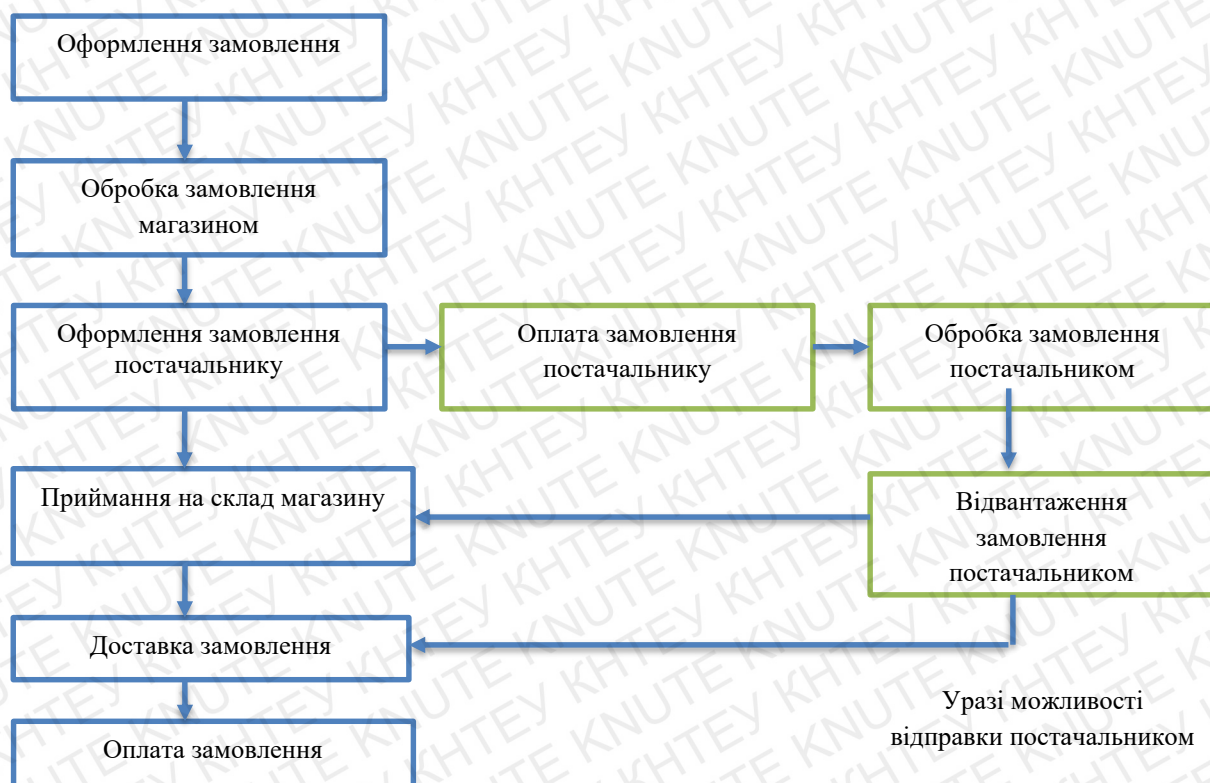 Оформлення замовлення
Обробка замовлення
магазином
Оформлення замовлення
постачальнику
Оплата замовлення
постачальнику
Обробка замовлення
постачальником
Приймання на склад магазину
Відвантаження
замовлення
постачальником
Доставка замовлення
Уразі можливості
відправки постачальником
Оплата замовлення